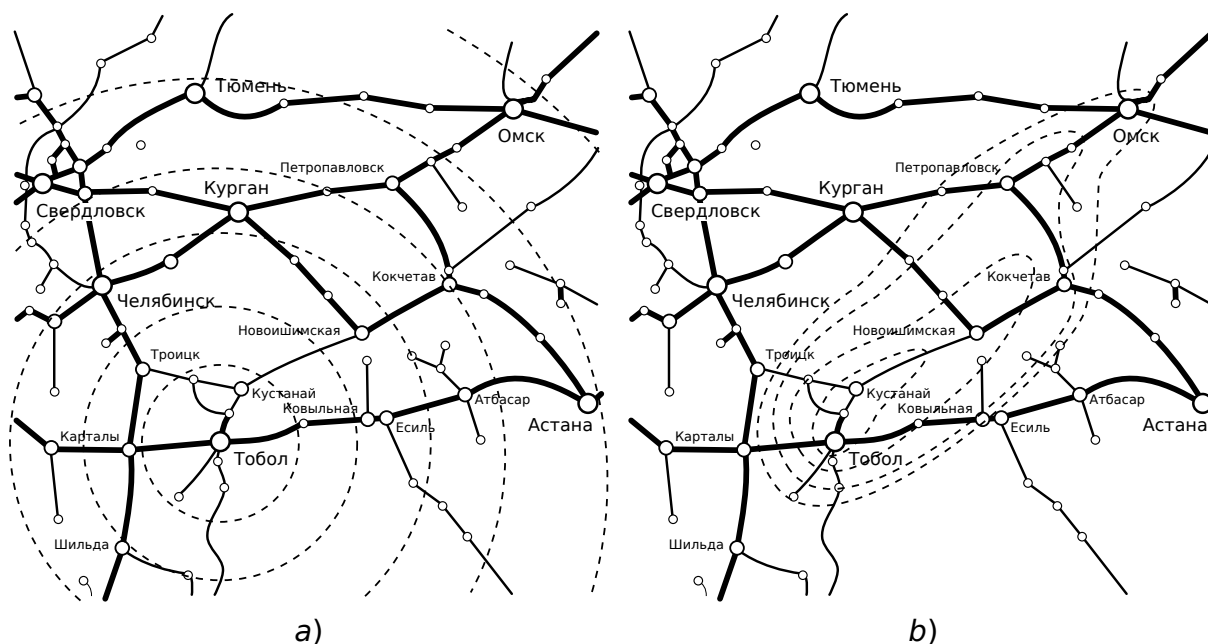 Тюмень
Омск
Петропавловск
Курган
Свердловск
Кокчетав
Челябинск
Новоишимская
Троицк
Кустанай
Ковыльная
Атбасар
Есиль
Астана
Карталы
Тобол
Шильда
a)
Тюмень
Омск
Петропавловск
Курган
Свердловск
Кокчетав
Челябинск
Новоишимская
Троицк
Кустанай
Ковыльная
Атбасар
Есиль
Астана
Карталы
Тобол
Шильда
b)